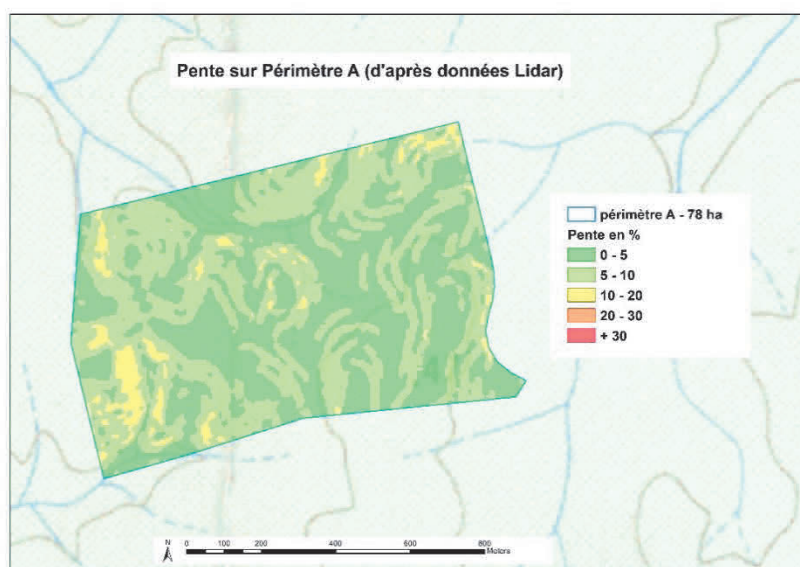 Pente sur Périmètre A (d'après données Lidar)
périmètre A - 78 ha
Pente en %
0 - 5
5 - 10
10 - 20
20 - 30
+ 30
N
0 100 200 400 600 800
Meters